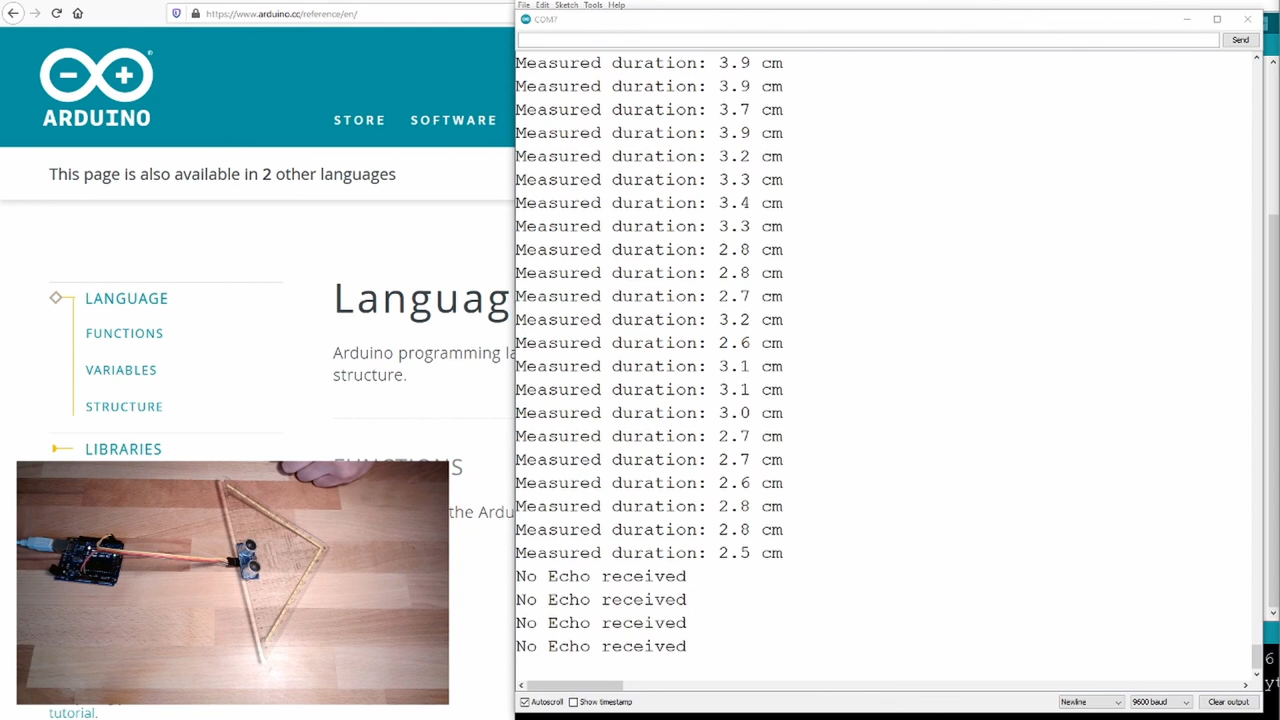 https://www.arduino.cc/reference/en/
ARDUINO
STORE SOFTWARE
This page is also available in 2 other languages
LANGUAGE
FUNCTIONS
VARIABLES
STRUCTURE
LIBRARIES
Languag
Arduino programming la
structure.
FUNCTIONS
the Ardu
tutorial.
File Edit Sketch Tools Help
COM7
Send
Measured duration: 3.9 cm
Measured duration: 3.9 cm
Measured duration: 3.7 cm
Measured duration: 3.9 cm
Measured duration: 3.2 cm
Measured duration: 3.3 cm
Measured duration: 3.4 cm
Measured duration: 3.3 cm
Measured duration: 2.8 cm
Measured duration: 2.8 cm
Measured duration: 2.7 cm
Measured duration: 3.2 cm
Measured duration: 2.6 cm
Measured duration: 3.1 cm
Measured duration: 3.1 cm
Measured duration: 3.0 cm
Measured duration: 2.7 cm
Measured duration: 2.7 cm
Measured duration: 2.6 cm
Measured duration: 2.8 cm
Measured duration: 2.8 cm
Measured duration: 2.5 cm
No Echo received
No Echo received
No Echo received
No Echo received
Autoscroll Show timestamp Newline 9600 baud Clear output
6
yt